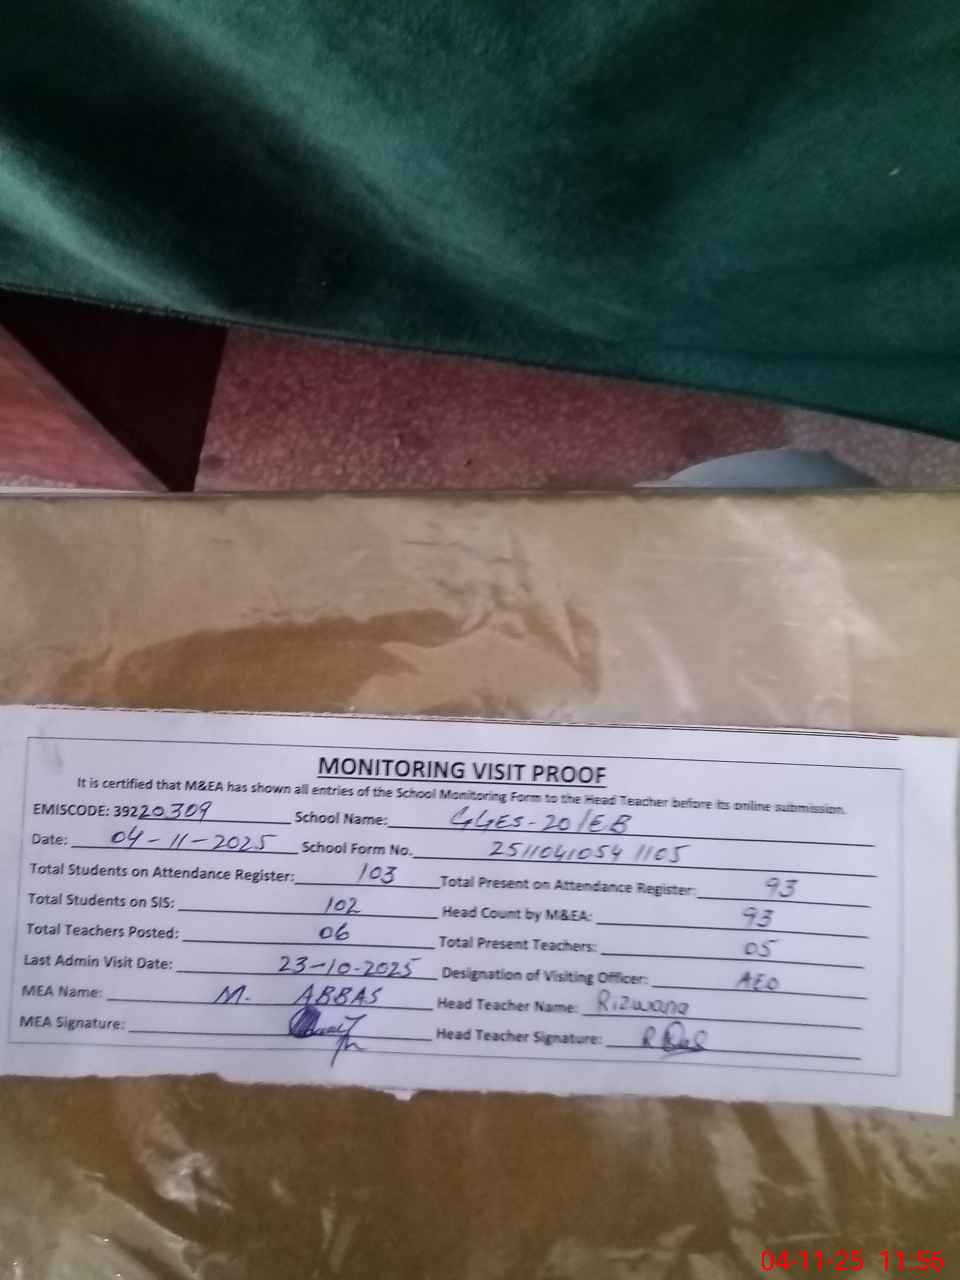 MONITORING VISIT PROOF
It is certified that M&EA has shown all entries of the School Monitoring Form to the Head Teacher before its online submission.
EMISCODE: 39220309 School Name: GGES-20/EB
Date: 04-11-2025 School Form No. 2511041054 1105
Total Students on Attendance Register: 103 Total Present on Attendance Register: 93
Total Students on SIS: 102 Head Count by M&EA: 93
Total Teachers Posted: 06 Total Present Teachers: 05
Last Admin Visit Date: 23-10-2025 Designation of Visiting Officer: AEO
MEA Name: M. ABBAS Head Teacher Name: Rizwana
MEA Signature: Head Teacher Signature:
04-11-25 11:56